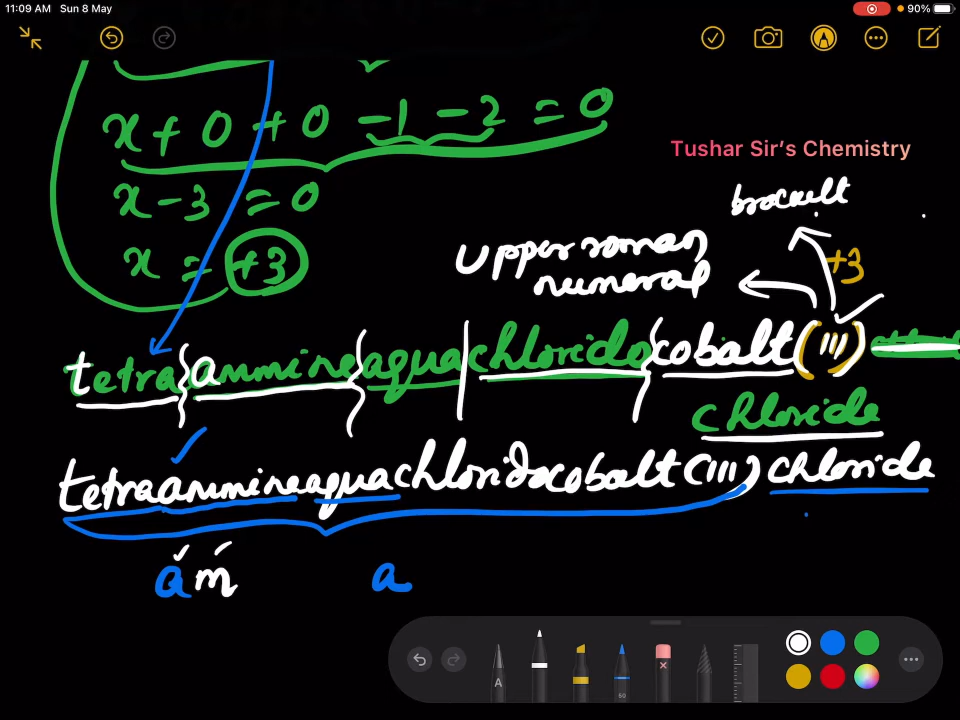 11:09 AM Sun 8 May
90%
x + 0 + 0 - 1 - 2 = 0
Tushar Sir's Chemistry
x - 3 = 0
x = +3
+3
upper roman
numeral
tetra ammine aqua chlorido cobalt (III)
chloride
tetraammineaquachloridocobalt(III) chloride
a m a
A
60